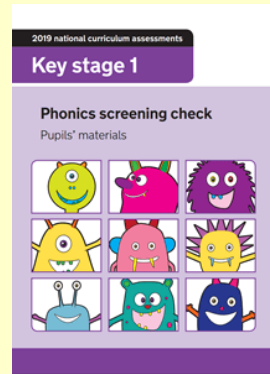 2019 national curriculum assessments
Key stage 1
Phonics screening check
Pupils' materials